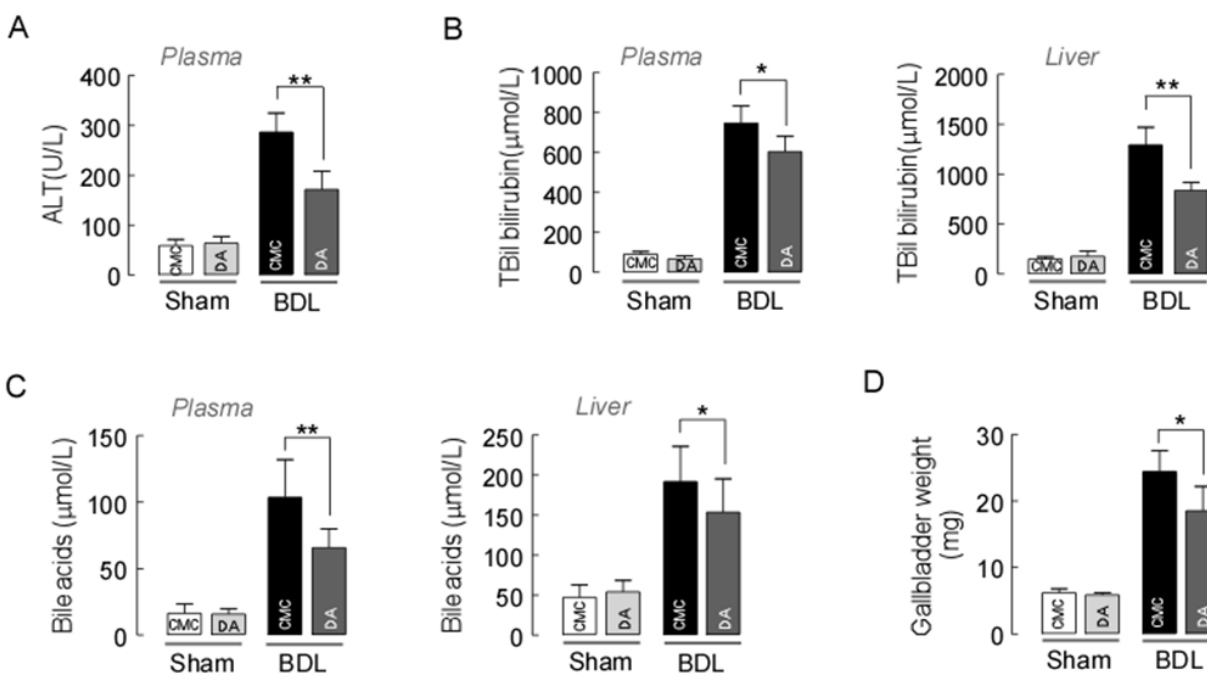 A
Plasma
400
300
200
100
0
ALT(U/L)
**
CMC
DA
CMC
DA
Sham
BDL
B
Plasma
1000
800
600
400
200
0
TBil bilirubin(μmol/L)
*
CMC
DA
CMC
DA
Sham
BDL
Liver
2000
1500
1000
500
0
TBil bilirubin(μmol/L)
**
CMC
DA
CMC
DA
Sham
BDL
C
Plasma
150
100
50
0
Bile acids (μmol/L)
**
CMC
DA
CMC
DA
Sham
BDL
Liver
250
200
150
100
50
0
Bile acids (μmol/L)
*
CMC
DA
CMC
DA
Sham
BDL
D
30
20
10
0
Gallbladder weight
(mg)
*
CMC
DA
CMC
DA
Sham
BDL